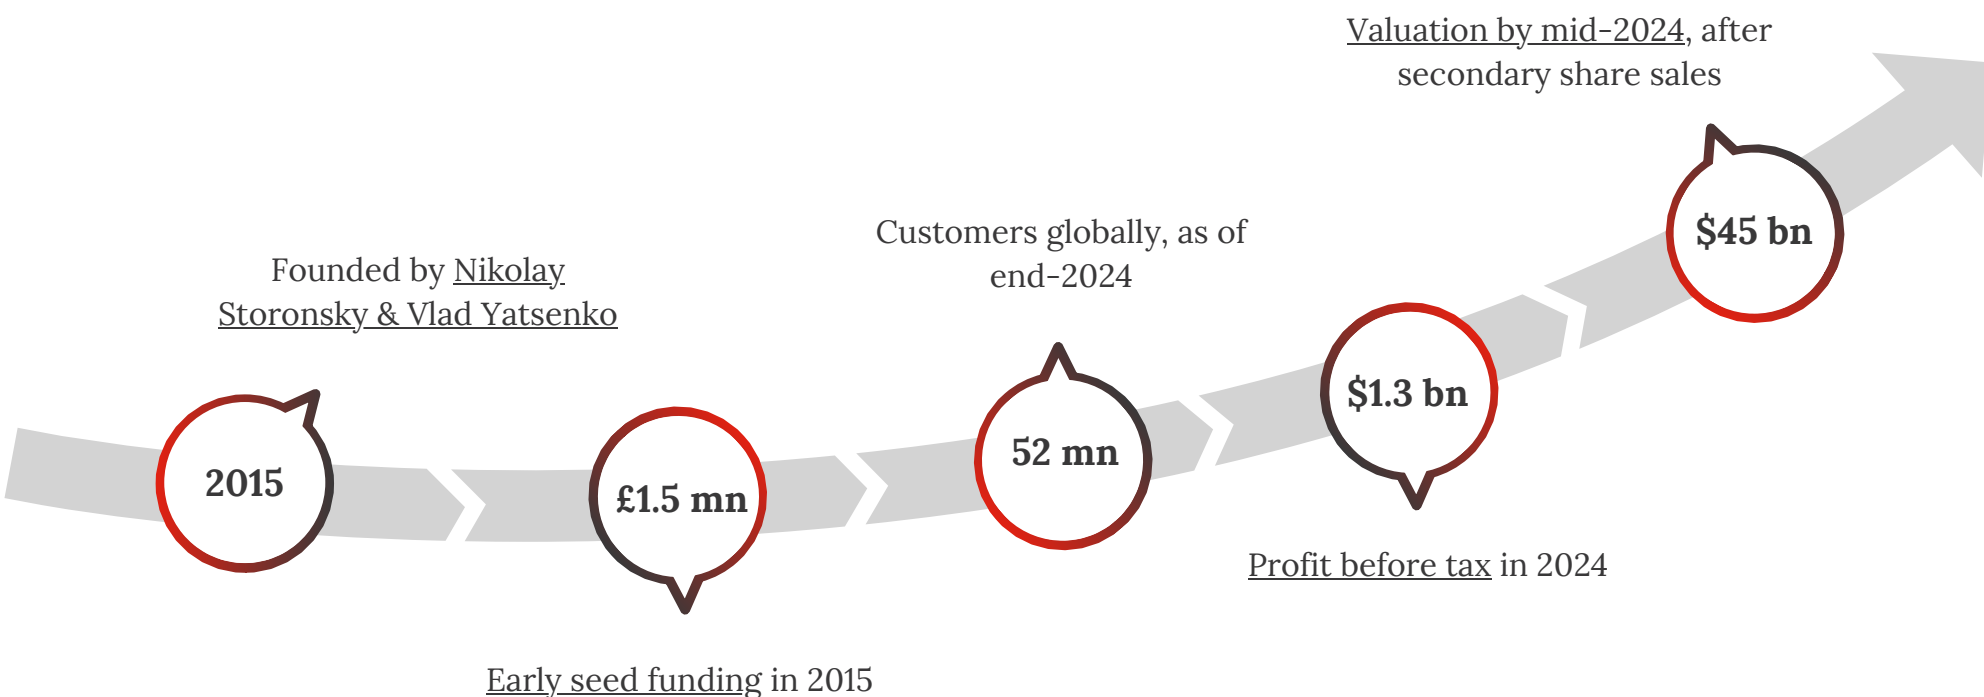 Founded by Nikolay
Storonsky & Vlad Yatsenko
2015
£1.5 mn
Early seed funding in 2015
Customers globally, as of
end-2024
52 mn
$1.3 bn
Profit before tax in 2024
Valuation by mid-2024, after
secondary share sales
$45 bn